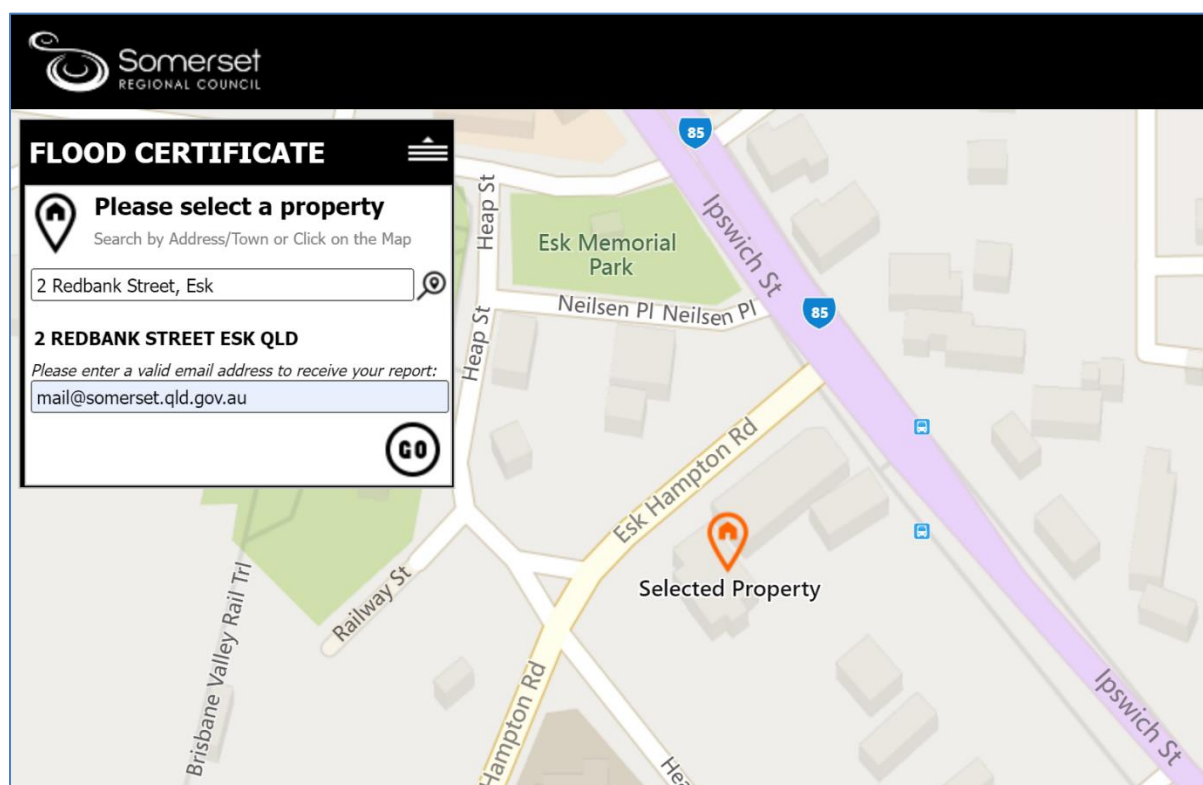 Somerset
REGIONAL COUNCIL
FLOOD CERTIFICATE
Please select a property
Search by Address/Town or Click on the Map
2 Redbank Street, Esk
2 REDBANK STREET ESK QLD
Please enter a valid email address to receive your report:
mail@somerset.qld.gov.au
GO
85
Heap St
Ipswich St
Esk Memorial
Park
Neilsen Pl Neilsen Pl
85
Heap St
Esk Hampton Rd
Selected Property
Railway St
Brisbane Valley Rail Trl
Hampton Rd
Ipswich St
Hea